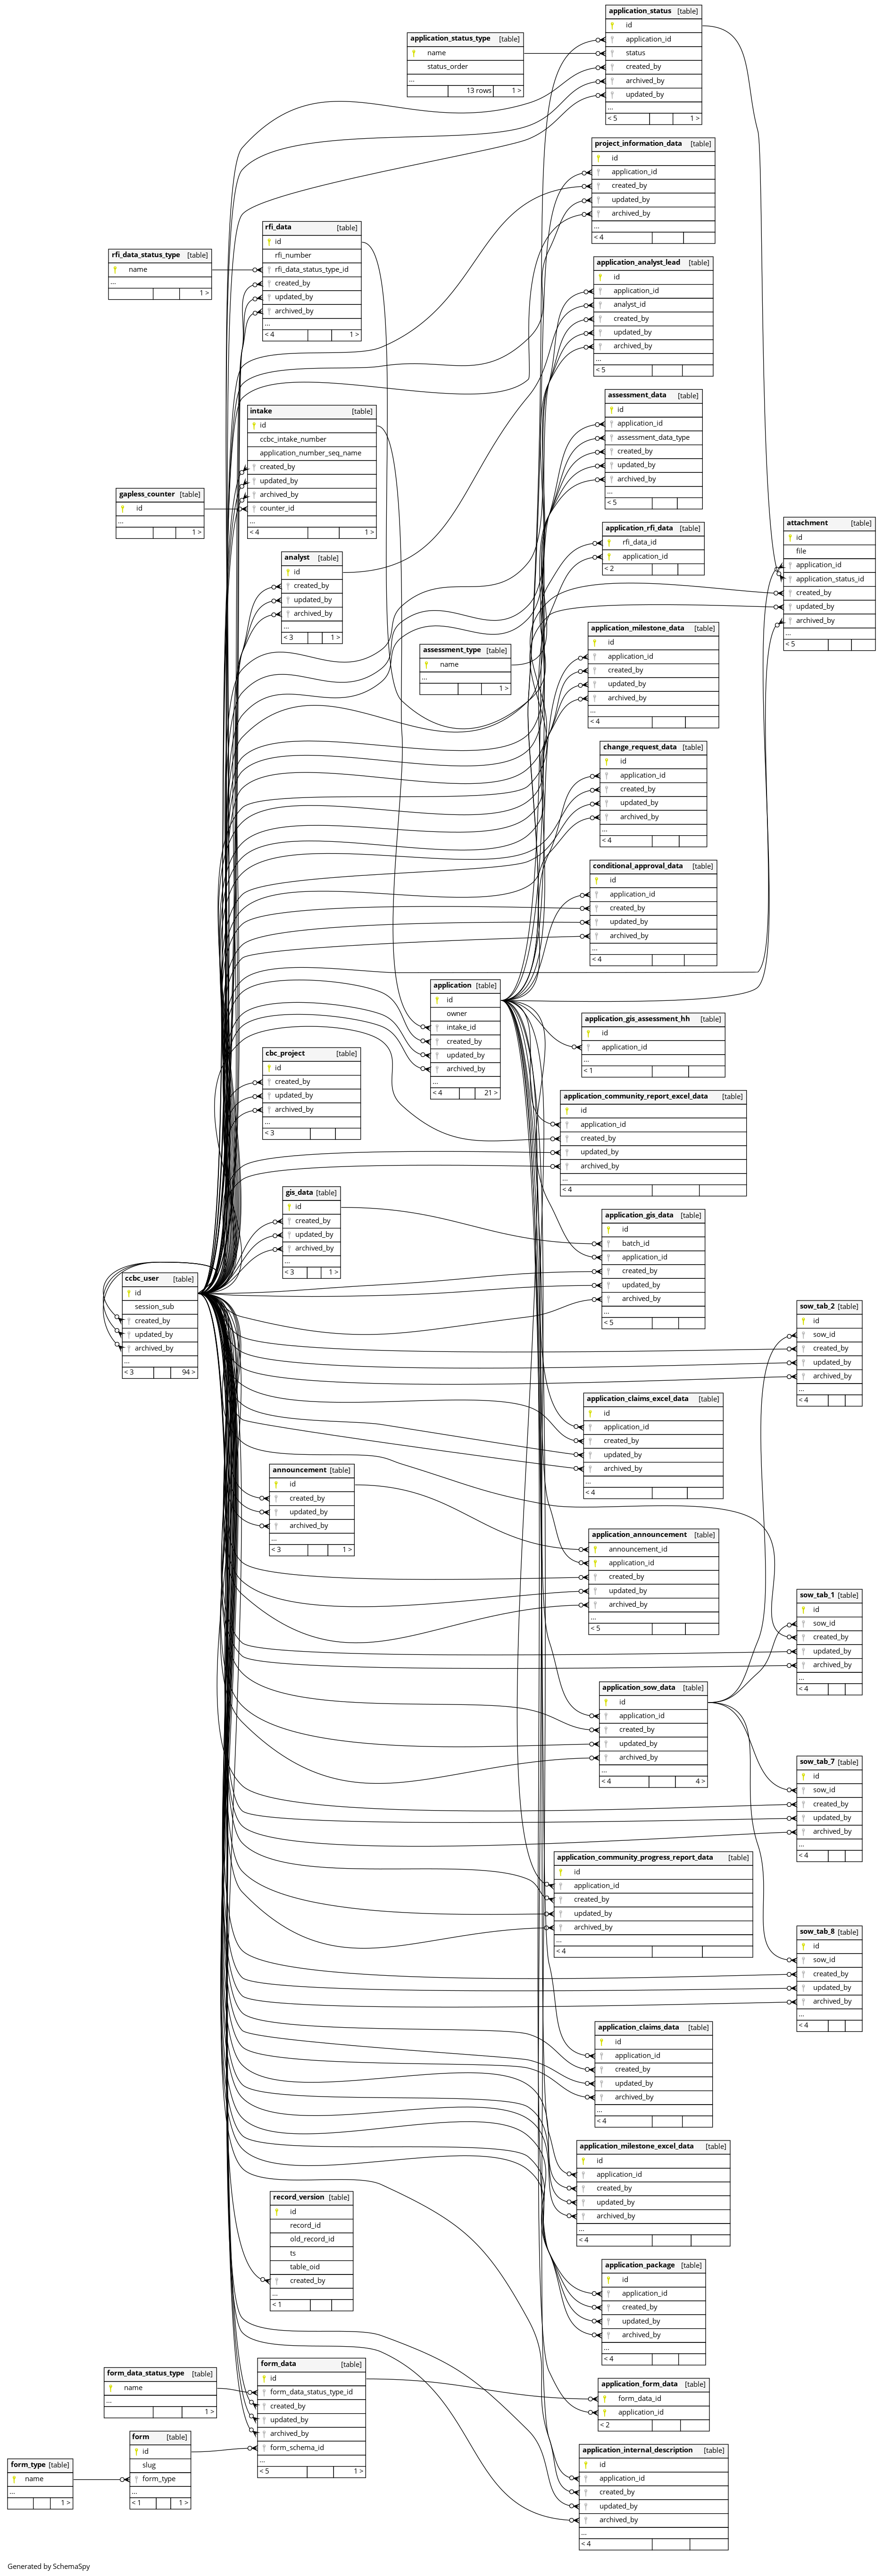 application_status [table]
id
application_id
status
created_by
archived_by
updated_by
...
< 5 1 >
application_status_type [table]
name
status_order
...
13 rows 1 >
project_information_data [table]
id
application_id
created_by
updated_by
archived_by
...
< 4
rfi_data [table]
id
rfi_number
rfi_data_status_type_id
created_by
updated_by
archived_by
...
< 4 1 >
rfi_data_status_type [table]
name
...
1 >
application_analyst_lead [table]
id
application_id
analyst_id
created_by
updated_by
archived_by
...
< 5
assessment_data [table]
id
application_id
assessment_data_type
created_by
updated_by
archived_by
...
< 5
intake [table]
id
ccbc_intake_number
application_number_seq_name
created_by
updated_by
archived_by
counter_id
...
< 4 1 >
gapless_counter [table]
id
...
1 >
attachment [table]
id
file
application_id
application_status_id
created_by
updated_by
archived_by
...
< 5
application_rfi_data [table]
rfi_data_id
application_id
< 2
analyst [table]
id
created_by
updated_by
archived_by
...
< 3 1 >
application_milestone_data [table]
id
application_id
created_by
updated_by
archived_by
...
< 4
assessment_type [table]
name
...
1 >
change_request_data [table]
id
application_id
created_by
updated_by
archived_by
...
< 4
conditional_approval_data [table]
id
application_id
created_by
updated_by
archived_by
...
< 4
application [table]
id
owner
intake_id
created_by
updated_by
archived_by
...
< 4 21 >
application_gis_assessment_hh [table]
id
application_id
...
< 1
cbc_project [table]
id
created_by
updated_by
archived_by
...
< 3
application_community_report_excel_data [table]
id
application_id
created_by
updated_by
archived_by
...
< 4
gis_data [table]
id
created_by
updated_by
archived_by
...
< 3 1 >
application_gis_data [table]
id
batch_id
application_id
created_by
updated_by
archived_by
...
< 5
ccbc_user [table]
id
session_sub
created_by
updated_by
archived_by
...
< 3 94 >
sow_tab_2 [table]
id
sow_id
created_by
updated_by
archived_by
...
< 4
application_claims_excel_data [table]
id
application_id
created_by
updated_by
archived_by
...
< 4
announcement [table]
id
created_by
updated_by
archived_by
...
< 3 1 >
application_announcement [table]
announcement_id
application_id
created_by
updated_by
archived_by
...
< 5
sow_tab_1 [table]
id
sow_id
created_by
updated_by
archived_by
...
< 4
application_sow_data [table]
id
application_id
created_by
updated_by
archived_by
...
< 4 4 >
sow_tab_7 [table]
id
sow_id
created_by
updated_by
archived_by
...
< 4
application_community_progress_report_data [table]
id
application_id
created_by
updated_by
archived_by
...
< 4
sow_tab_8 [table]
id
sow_id
created_by
updated_by
archived_by
...
< 4
application_claims_data [table]
id
application_id
created_by
updated_by
archived_by
...
< 4
application_milestone_excel_data [table]
id
application_id
created_by
updated_by
archived_by
...
< 4
record_version [table]
id
record_id
old_record_id
ts
table_oid
created_by
...
< 1
application_package [table]
id
application_id
created_by
updated_by
archived_by
...
< 4
form_data [table]
id
form_data_status_type_id
created_by
updated_by
archived_by
form_schema_id
...
< 5 1 >
form_data_status_type [table]
name
...
1 >
application_form_data [table]
form_data_id
application_id
< 2
form [table]
id
slug
form_type
...
< 1 1 >
form_type [table]
name
...
1 >
application_internal_description [table]
id
application_id
created_by
updated_by
archived_by
...
< 4
Generated by SchemaSpy